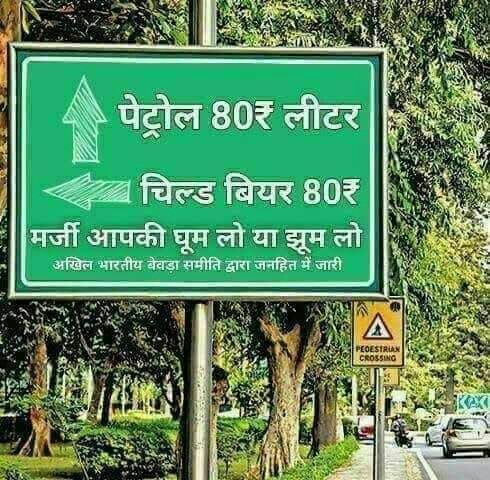 पेट्रोल 80₹ लीटर
चिल्ड बियर 80₹
मर्जी आपकी घूम लो या झूम लो
अखिल भारतीय बेवड़ा समीति द्वारा जनहित में जारी
PEDESTRIAN
CROSSING